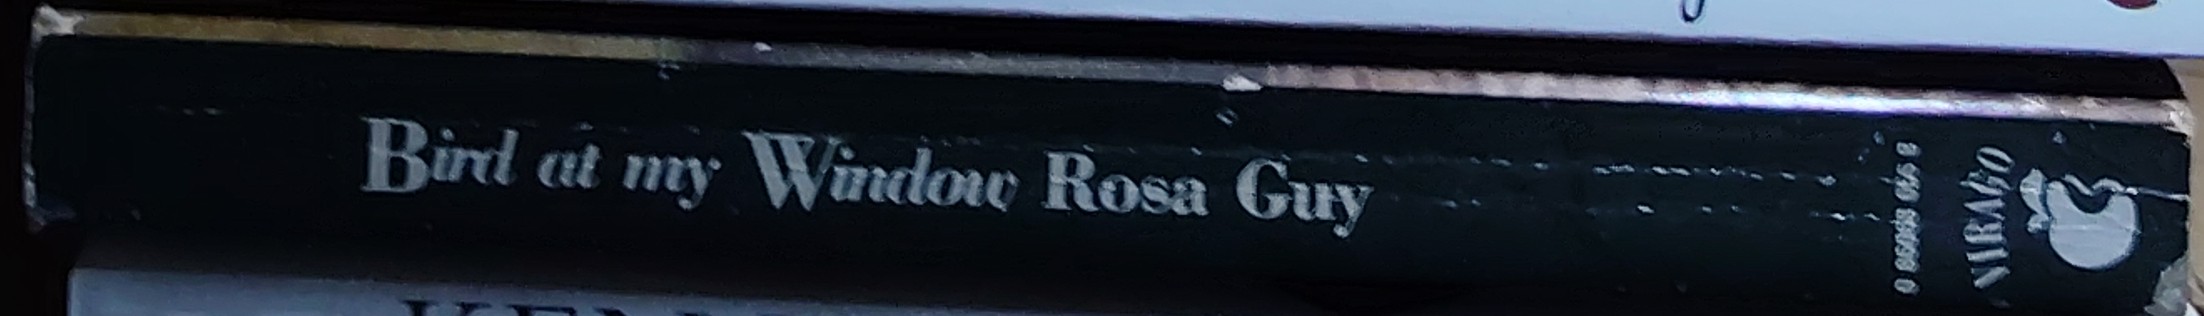 Bird at my Window Rosa Guy
VIRAGO